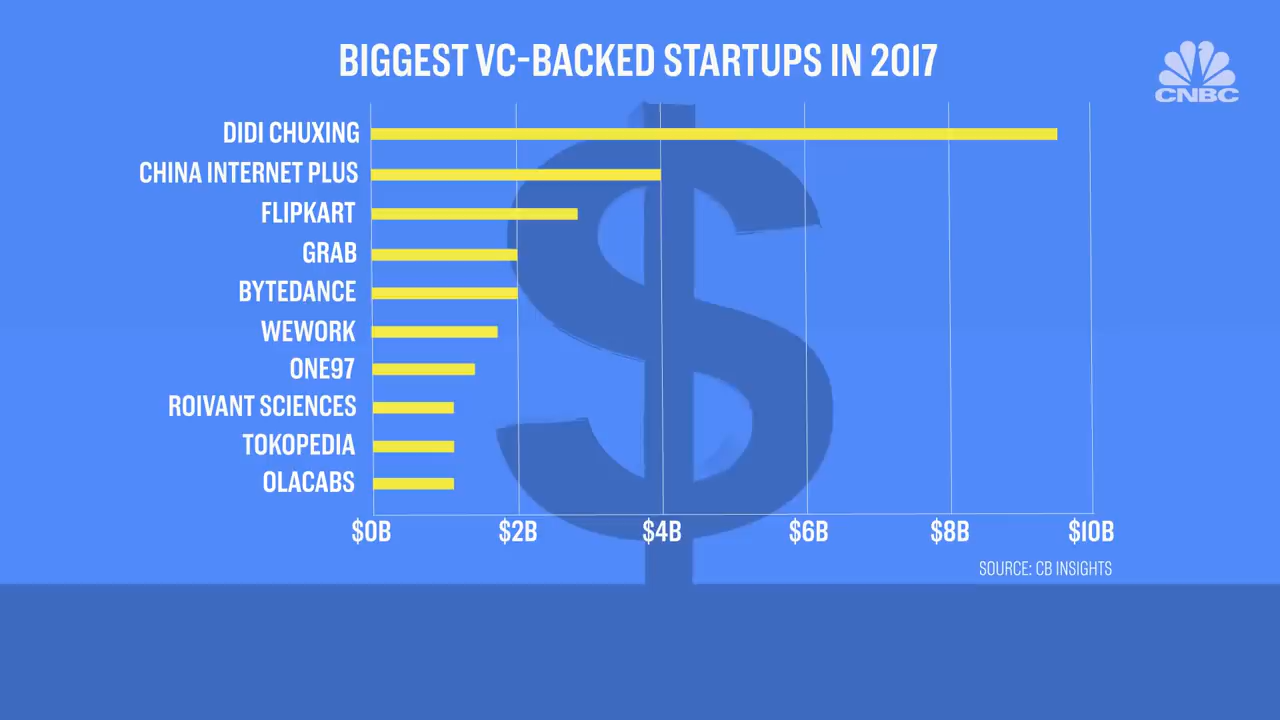 BIGGEST VC-BACKED STARTUPS IN 2017
CNBC
DIDI CHUXING
CHINA INTERNET PLUS
FLIPKART
GRAB
BYTEDANCE
WEWORK
ONE97
ROIVANT SCIENCES
TOKOPEDIA
OLACABS
$0B $2B $4B $6B $8B $10B
SOURCE: CB INSIGHTS